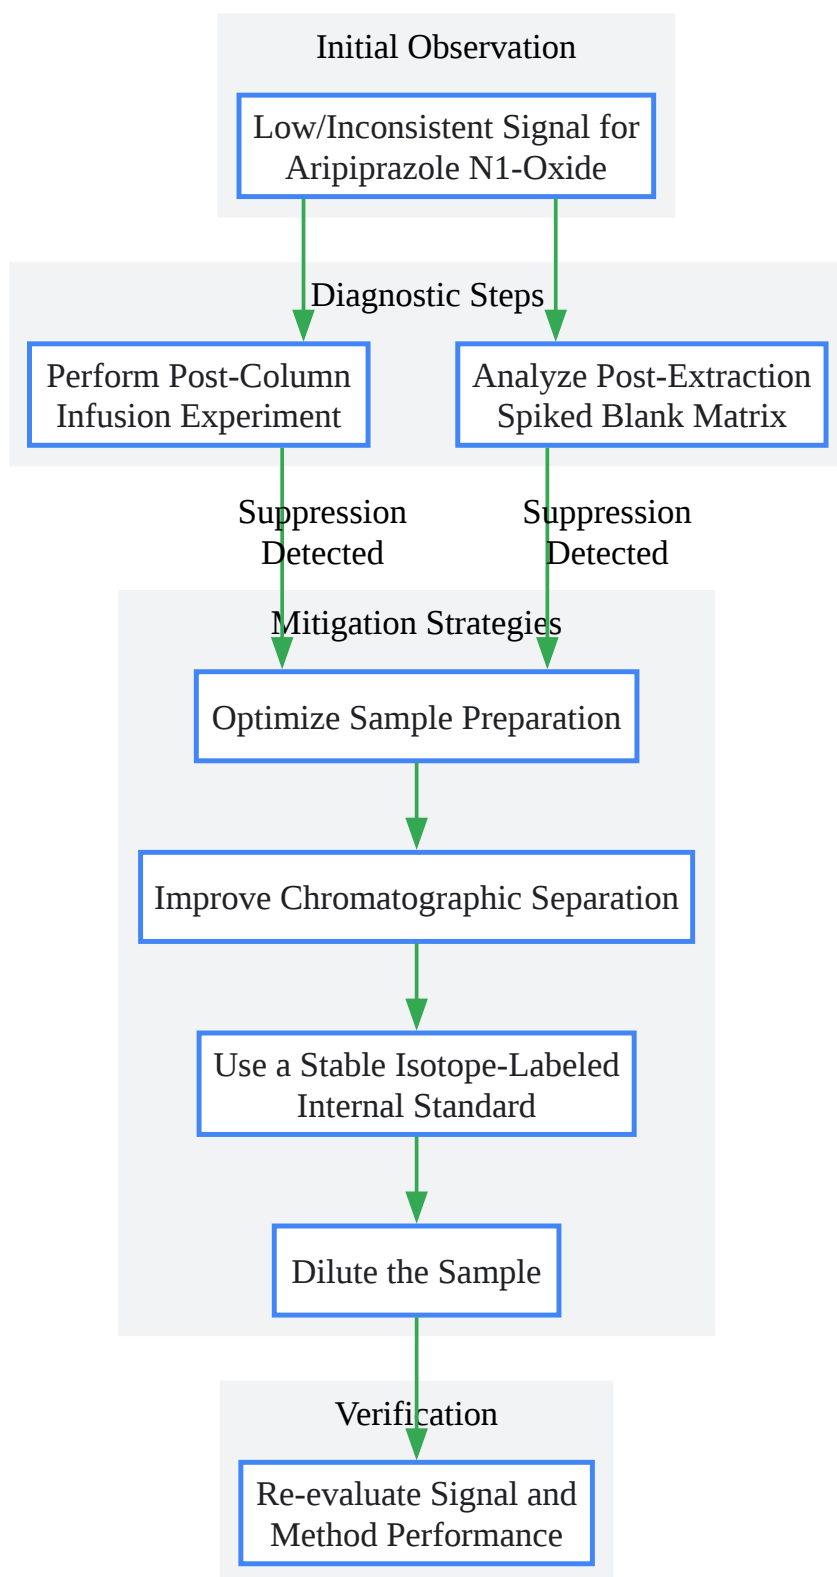 Initial Observation
Low/Inconsistent Signal for
Aripiprazole N1-Oxide
Diagnostic Steps
Perform Post-Column
Infusion Experiment
Analyze Post-Extraction
Spiked Blank Matrix
Suppression
Detected
Suppression
Detected
Mitigation Strategies
Optimize Sample Preparation
Improve Chromatographic Separation
Use a Stable Isotope-Labeled
Internal Standard
Dilute the Sample
Verification
Re-evaluate Signal and
Method Performance